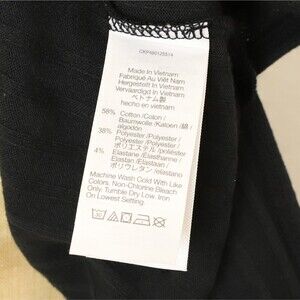 Made In Vietnam
Fabriqué Au Viêt Nam
Hergestellt in Vietnam
Vervaardigd in Vietnam
ベトナム製
hecho en vietnam
58% Cotton/Coton/
Baumwolle/Katoen/綿/
algodón
38% Polyester/Polyester/
Polyester/Polyester/
ポリエステル/poliéster
4% Elastane/Elasthanne/
Elastan/Elastaan/
ポリウレタン/elastano
Machine Wash Cold With Like
Colors. Non-Chlorine Bleach
Only. Tumble Dry Low. Iron
On Lowest Setting.